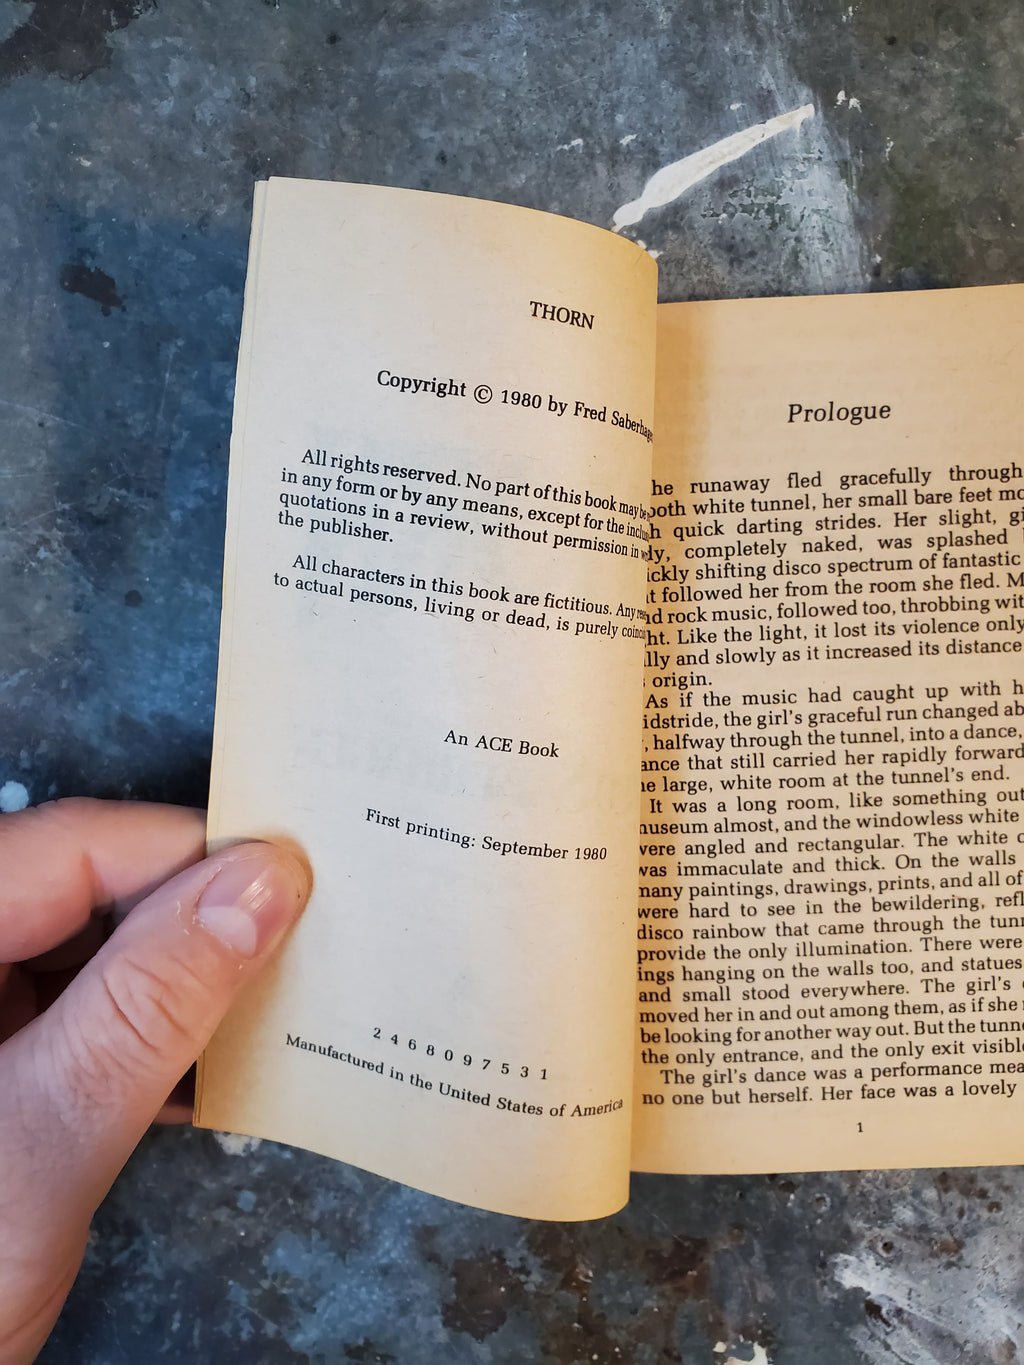 THORN
Copyright © 1980 by Fred Saberhage
All rights reserved. No part of this book may be
in any form or by any means, except for the
quotations in a review, without permission in
the publisher.
All characters in this book are fictitious. Any
to actual persons, living or dead, is purely
An ACE Book
First printing: September 1980
2 4 6 8 0 9 7 5 3 1
Manufactured in the United States of America
Prologue
he runaway fled gracefully through
ooth white tunnel, her small bare feet
h quick darting strides. Her slight,
dy, completely naked, was splashed
ickly shifting disco spectrum of fantastic
t followed her from the room she fled.
d rock music, followed too, throbbing
ht. Like the light, it lost its violence only
lly and slowly as it increased its distance
origin.
As if the music had caught up with
idstride, the girl's graceful run changed
, halfway through the tunnel, into a dance,
ance that still carried her rapidly forward
e large, white room at the tunnel's end.
It was a long room, like something out
museum almost, and the windowless white
were angled and rectangular. The white
was immaculate and thick. On the walls
many paintings, drawings, prints, and all of
were hard to see in the bewildering,
disco rainbow that came through the
provide the only illumination. There were
ings hanging on the walls too, and statues
and small stood everywhere. The girl's
moved her in and out among them, as if she
be looking for another way out. But the
the only entrance, and the only exit
The girl's dance was a performance
no one but herself. Her face was a lovely
1